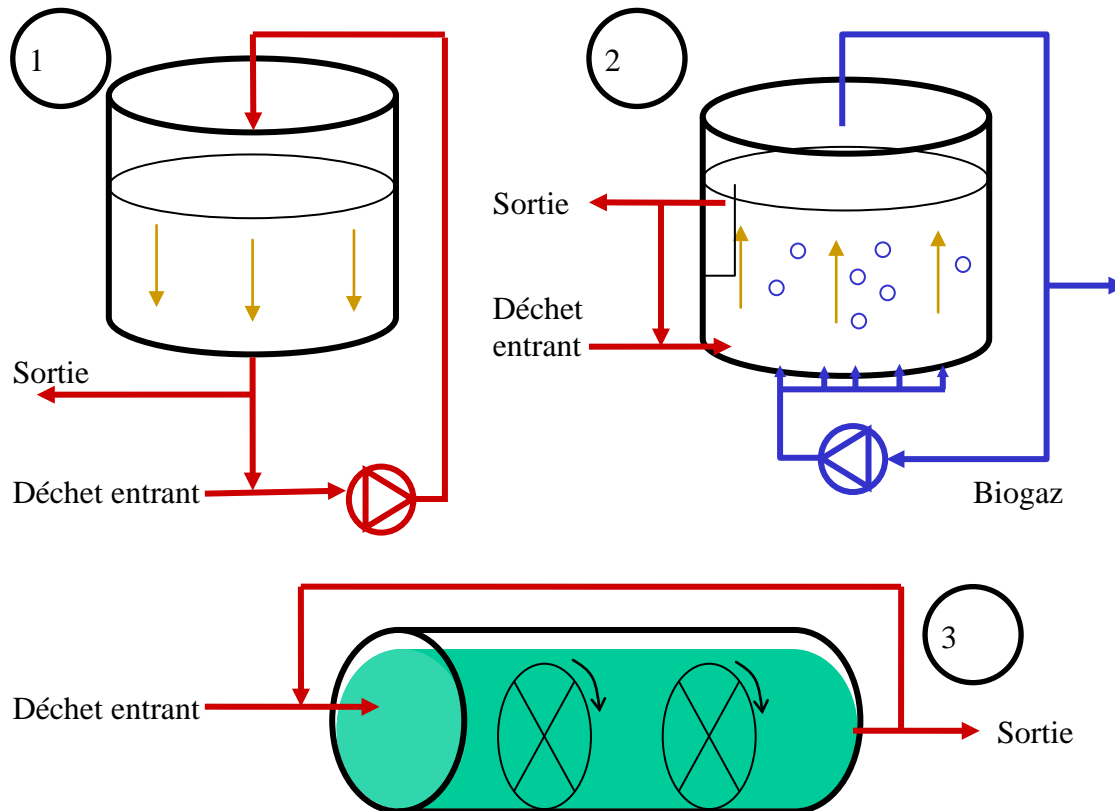 1
Sortie
Déchet entrant
2
Sortie
Déchet
entrant
Biogaz
3
Déchet entrant
Sortie